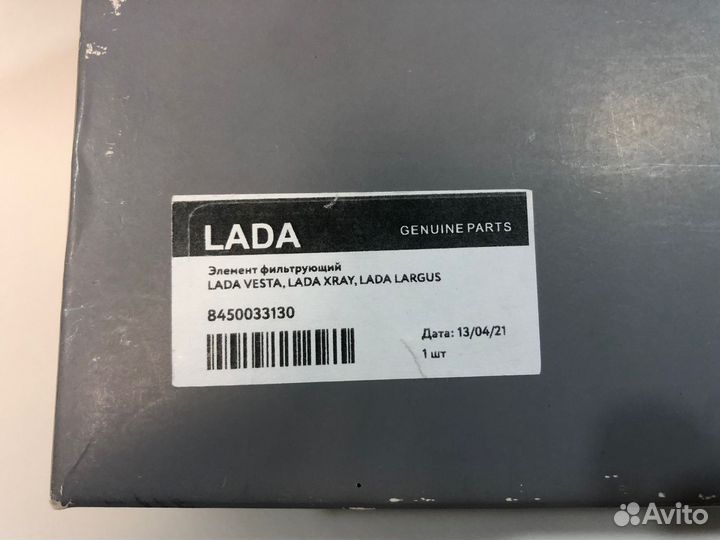 LADA
GENUINE PARTS
Элемент фильтрующий
LADA VESTA, LADA XRAY, LADA LARGUS
8450033130
Дата: 13/04/21
1 шт
Avito